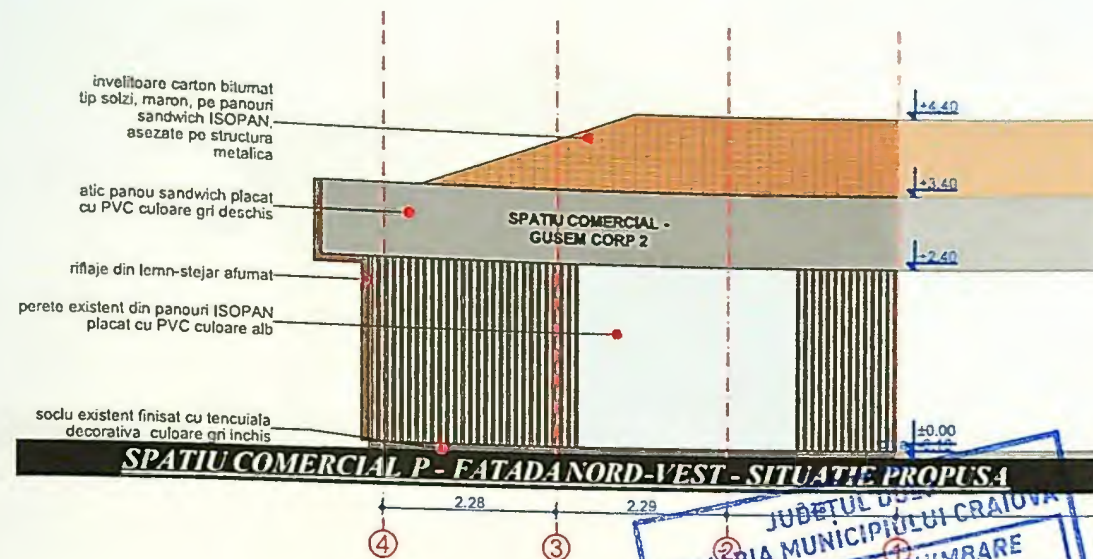 invelitoare carton bitumat
tip solzi, maron, pe panouri
sandwich ISOPAN,
asezate pe structura
metalica
+4.40
atic panou sandwich placat
cu PVC culoare gri deschis
+3.40
SPATIU COMERCIAL -
GUSEM CORP 2
riflaje din lemn-stejar afumat
+2.40
perete existent din panouri ISOPAN
placat cu PVC culoare alb
soclu existent finisat cu tencuiala
decorativa culoare gri inchis
±0.00
SPATIU COMERCIAL P - FATADA NORD-VEST - SITUATIE PROPUSA
2.28
2.29
JUDEȚUL
MUNICIPIULUI CRAIOVA
4
3
2
1